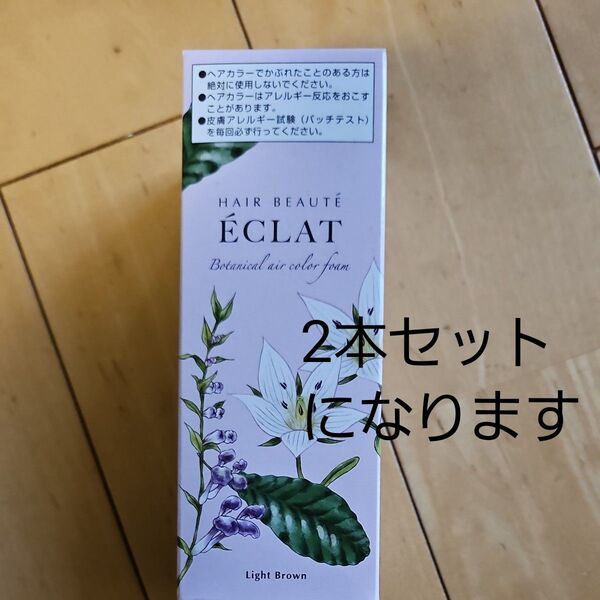 ●ヘアカラーでかぶれたことのある方は
絶対に使用しないでください。
●ヘアカラーはアレルギー反応をおこす
ことがあります。
●皮膚アレルギー試験（パッチテスト）
を毎回必ず行ってください。
HAIR BEAUTÉ
ÉCLAT
Botanical air color foam
2本セット
になります
Light Brown